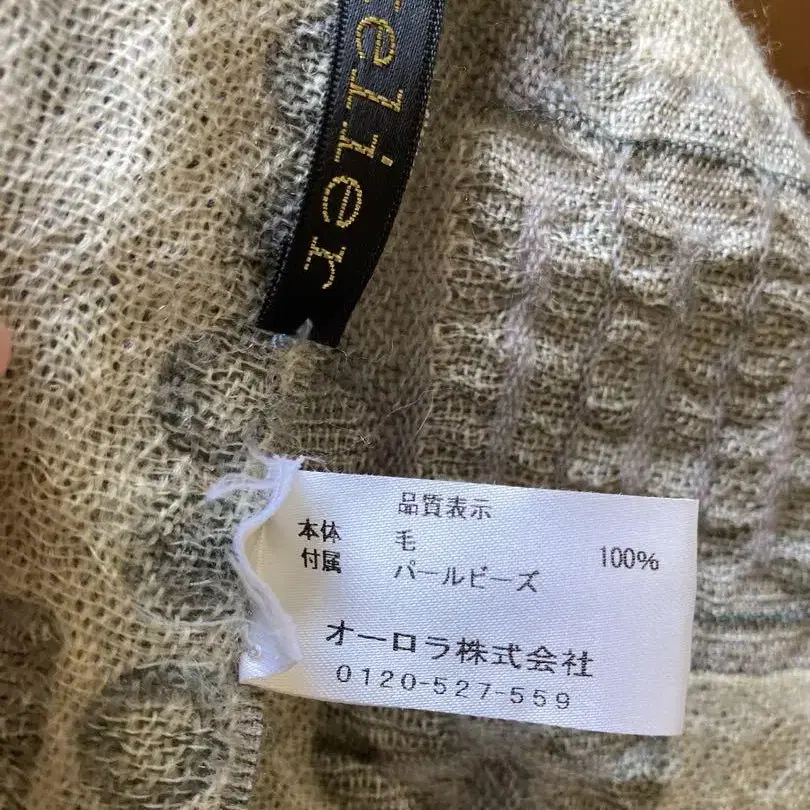 telier
品質表示
本体 毛 100%
付属 パールビーズ
オーロラ株式会社
0120-527-559